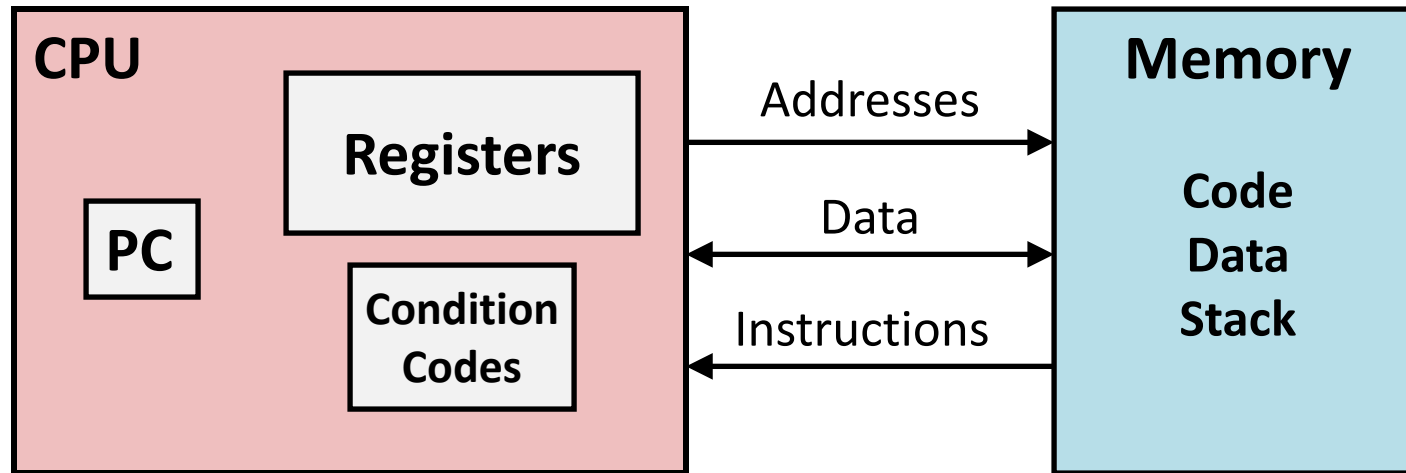 CPU
Registers
PC
Condition
Codes
Addresses
Data
Instructions
Memory
Code
Data
Stack